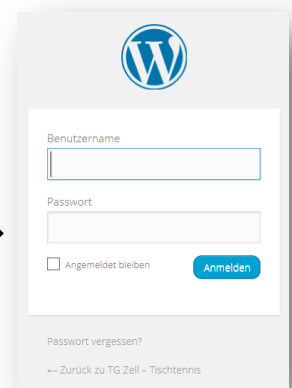 Benutzername
Passwort
Angemeldet bleiben
Anmelden
Passwort vergessen?
← Zurück zu TG Zell – Tischtennis